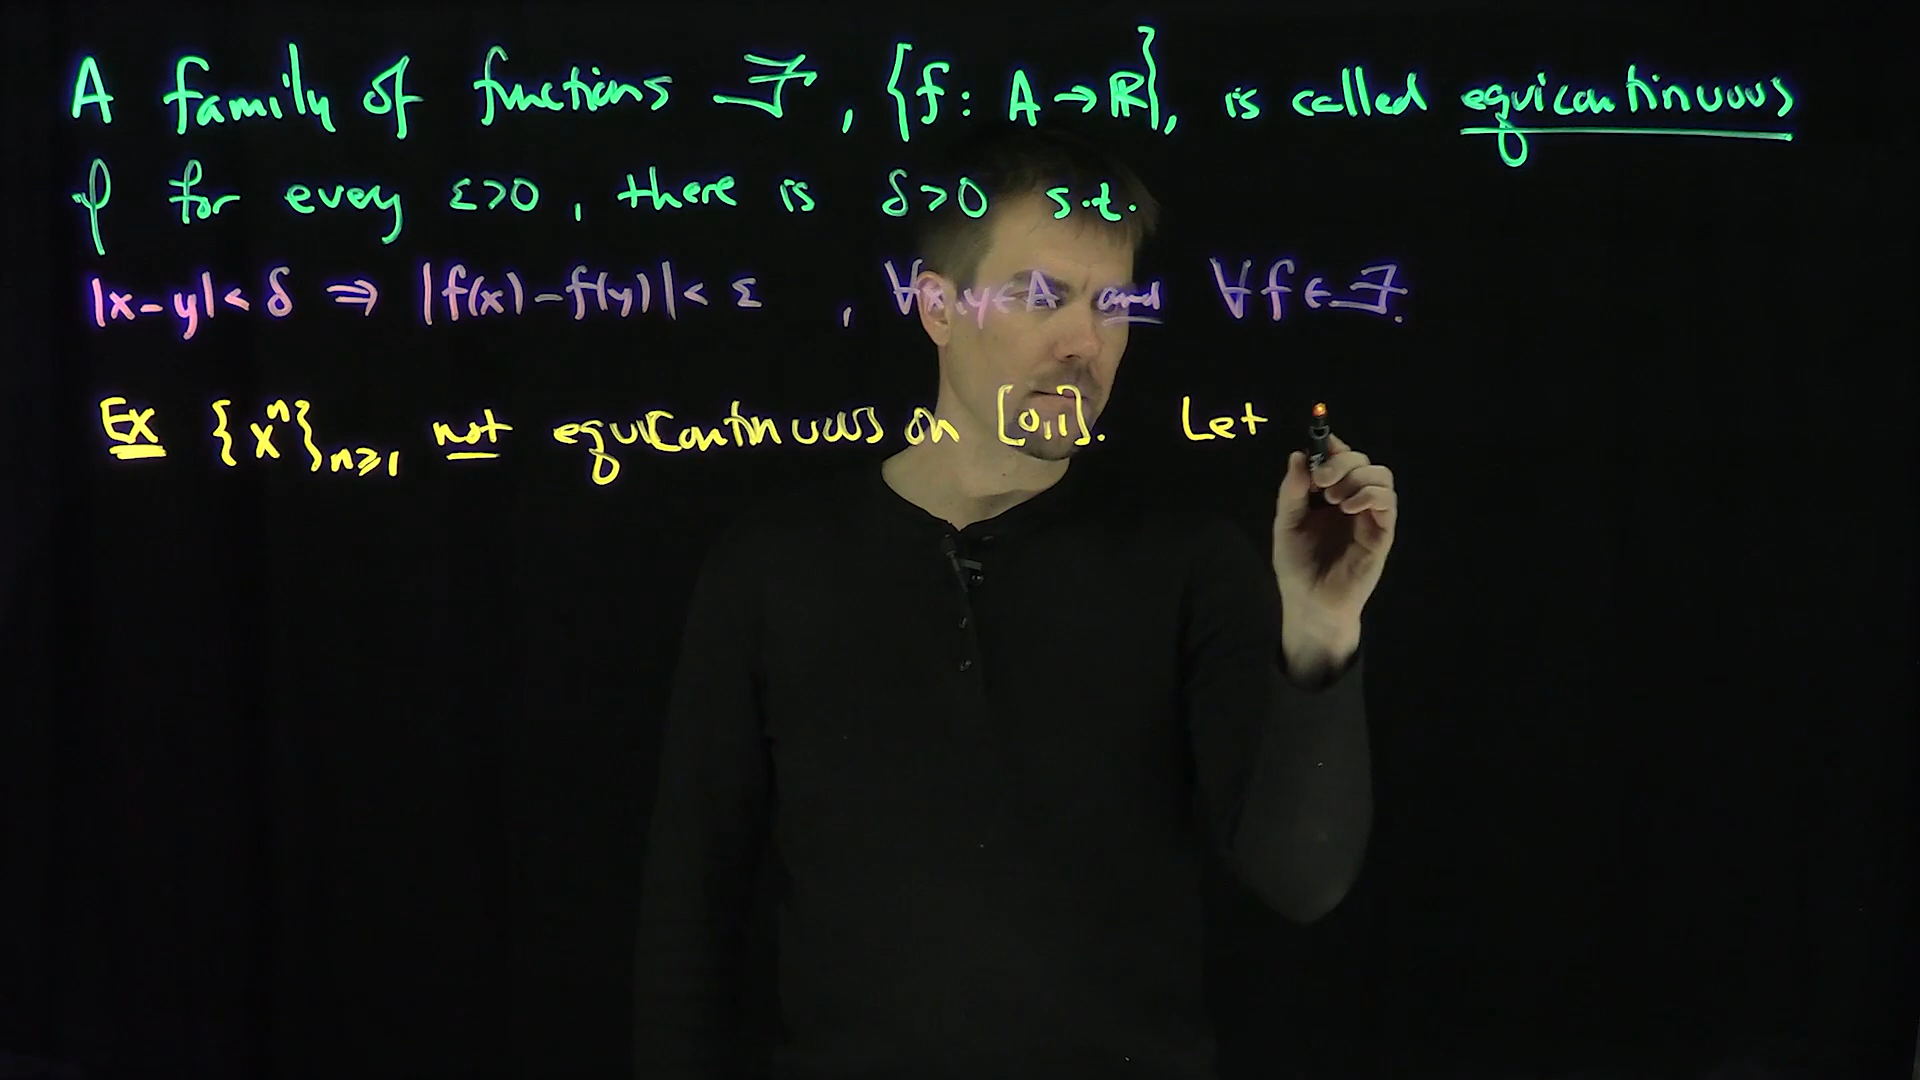 A family of functions ℱ, {f: A → ℝ}, is called equicontinuous
if for every ε>0, there is δ>0 s.t.
|x-y| < δ ⇒ |f(x)-f(y)| < ε , ∀x,y∈A and ∀f∈ℱ.
Ex {xⁿ}ₙ≥₁ not equicontinuous on [0,1]. Let